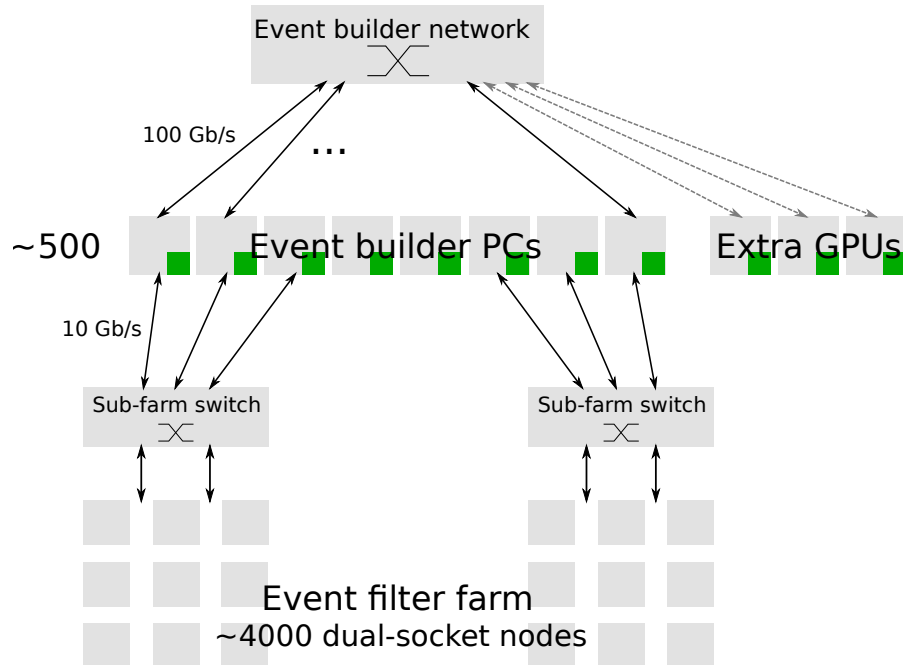 Event builder network
100 Gb/s
...
~500
Event builder PCs
Extra GPUs
10 Gb/s
Sub-farm switch
Sub-farm switch
Event filter farm
~4000 dual-socket nodes